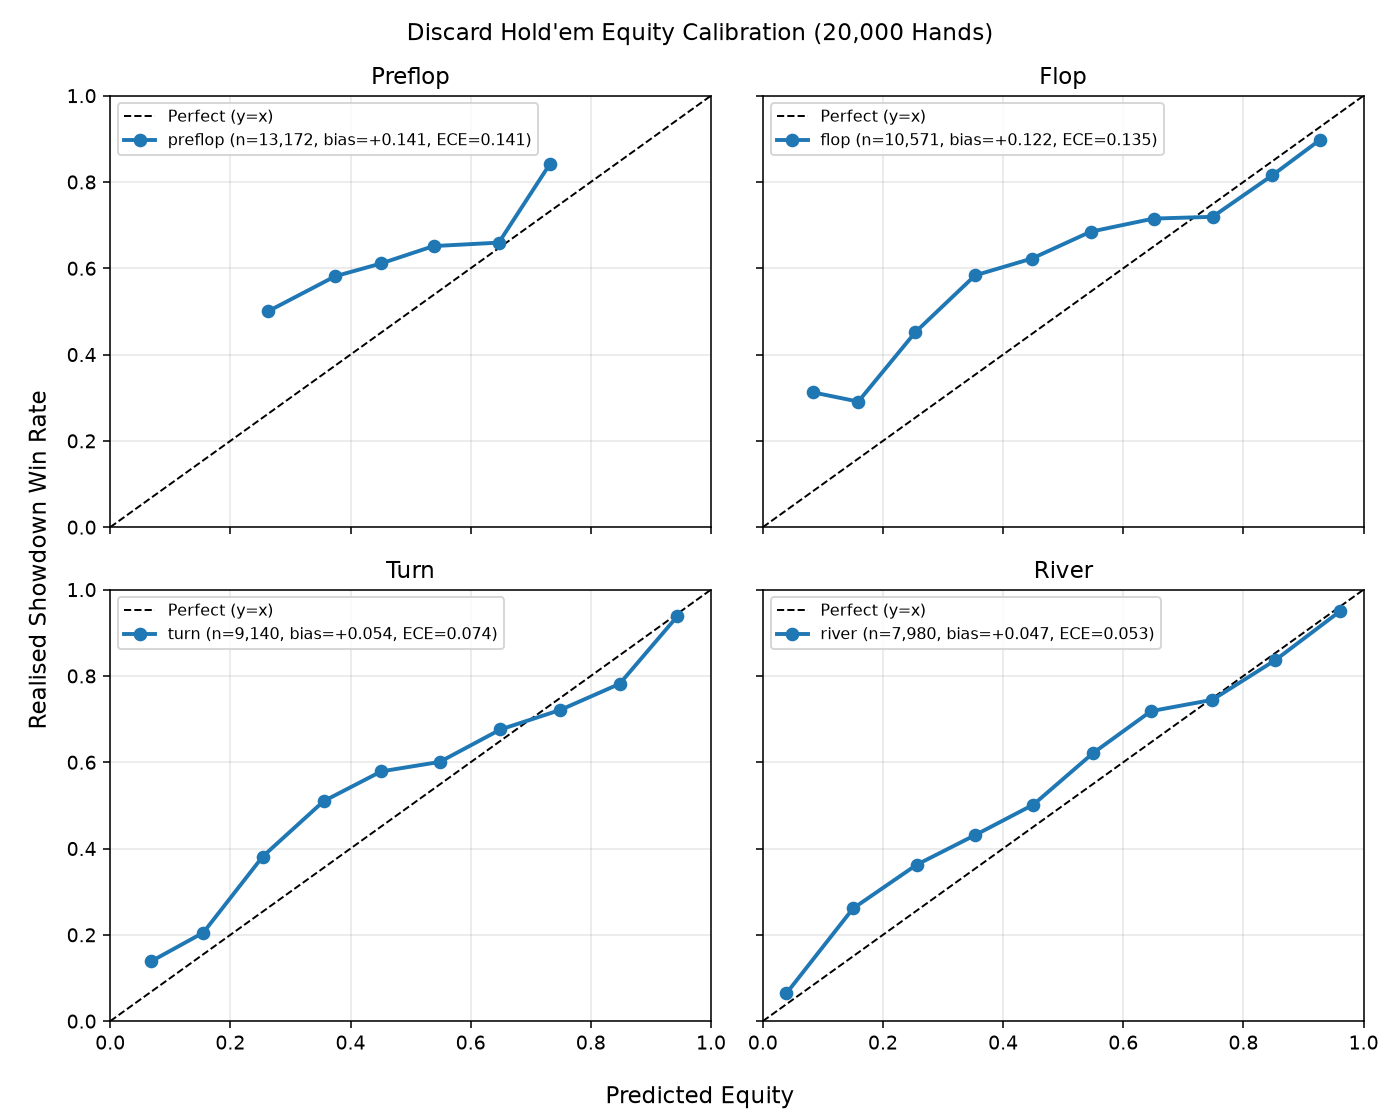 Discard Hold'em Equity Calibration (20,000 Hands)
Preflop
Perfect (y=x)
preflop (n=13,172, bias=+0.141, ECE=0.141)
1.0
0.8
0.6
0.4
0.2
0.0
Flop
Perfect (y=x)
flop (n=10,571, bias=+0.122, ECE=0.135)
Realised Showdown Win Rate
Turn
Perfect (y=x)
turn (n=9,140, bias=+0.054, ECE=0.074)
1.0
0.8
0.6
0.4
0.2
0.0
0.0 0.2 0.4 0.6 0.8 1.0
River
Perfect (y=x)
river (n=7,980, bias=+0.047, ECE=0.053)
0.0 0.2 0.4 0.6 0.8 1.0
Predicted Equity